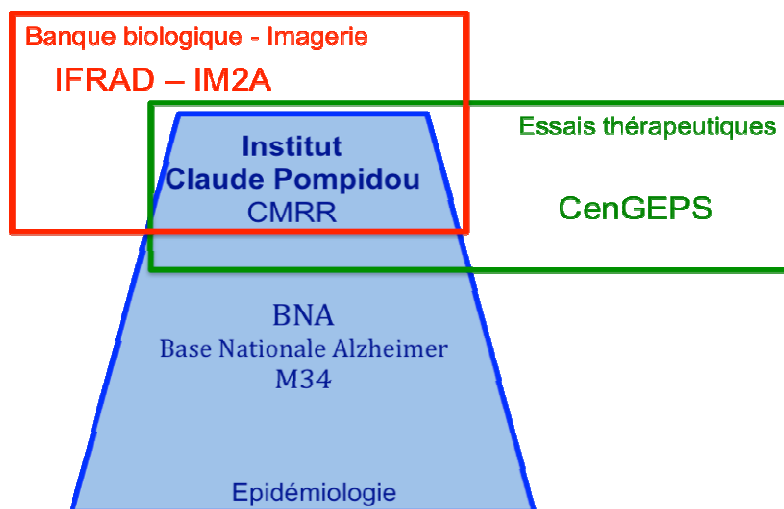 Banque biologique - Imagerie
IFRAD – IM2A
Essais thérapeutiques
Institut
Claude Pompidou
CMRR
CenGEPS
BNA
Base Nationale Alzheimer
M34
Epidémiologie